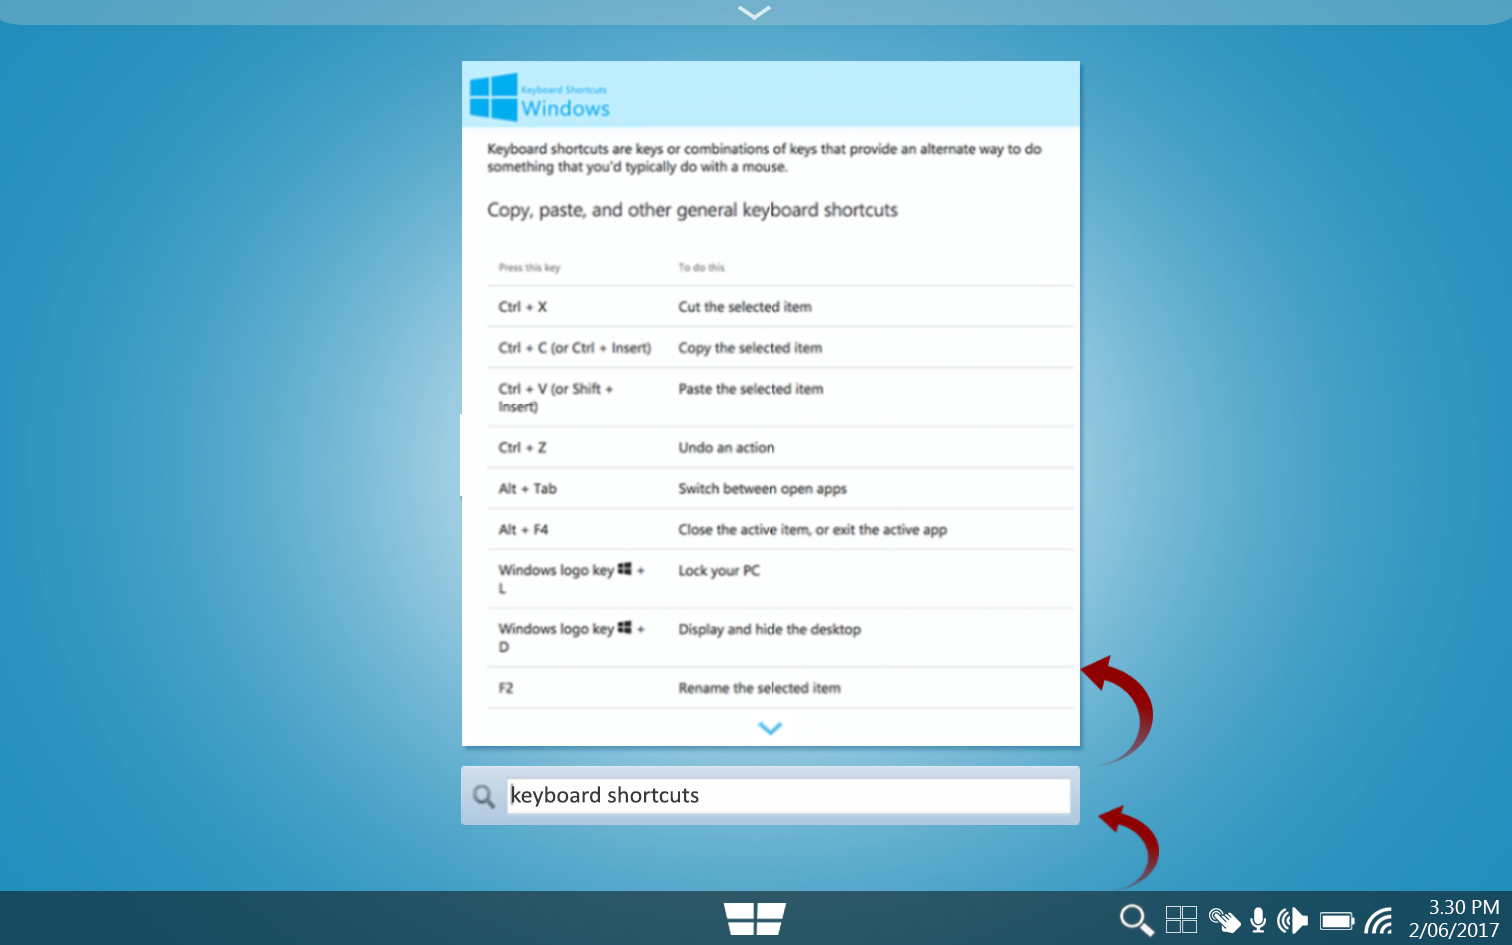 Keyboard Shortcuts
Windows
Keyboard shortcuts are keys or combinations of keys that provide an alternate way to do
something that you'd typically do with a mouse.
Copy, paste, and other general keyboard shortcuts
Press this key To do this
Ctrl + X Cut the selected item
Ctrl + C (or Ctrl + Insert) Copy the selected item
Ctrl + V (or Shift + Paste the selected item
Insert)
Ctrl + Z Undo an action
Alt + Tab Switch between open apps
Alt + F4 Close the active item, or exit the active app
Windows logo key + Lock your PC
L
Windows logo key + Display and hide the desktop
D
F2 Rename the selected item
keyboard shortcuts
3.30 PM
2/06/2017